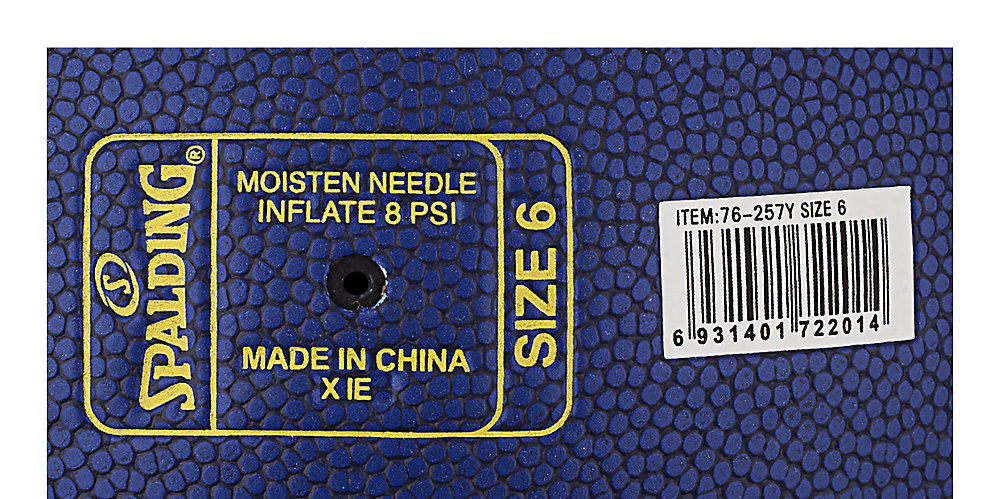 SPALDING®
MOISTEN NEEDLE
INFLATE 8 PSI
MADE IN CHINA
X IE
SIZE 6
ITEM:76-257Y SIZE 6
6 931401 722014